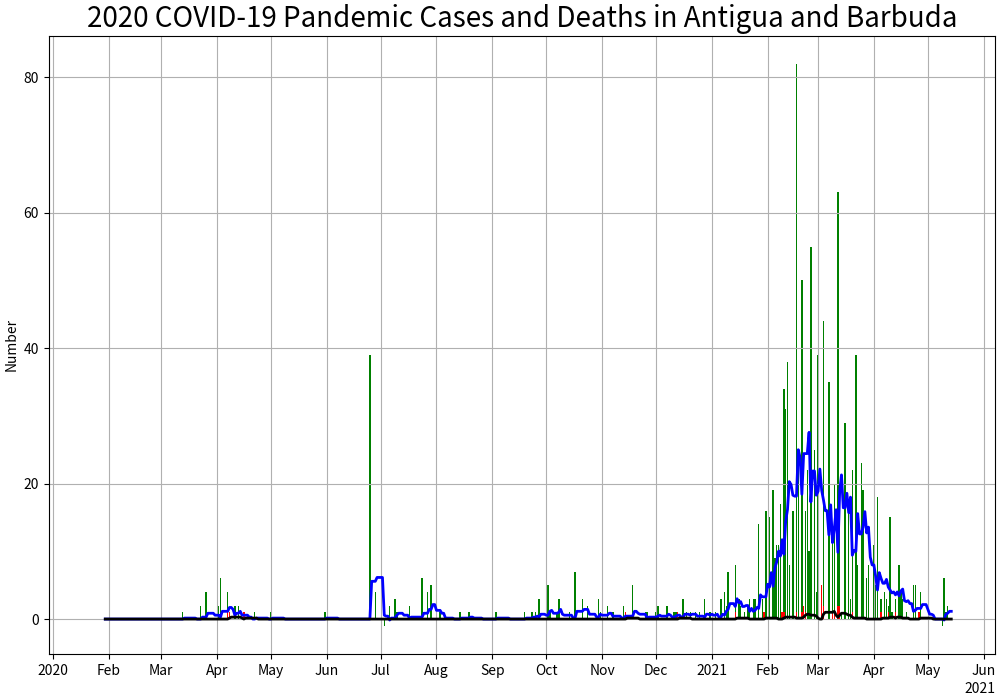 2020 COVID-19 Pandemic Cases and Deaths in Antigua and Barbuda
Number
80
60
40
20
0
2020 Feb Mar Apr May Jun Jul Aug Sep Oct Nov Dec 2021 Feb Mar Apr May Jun
2021